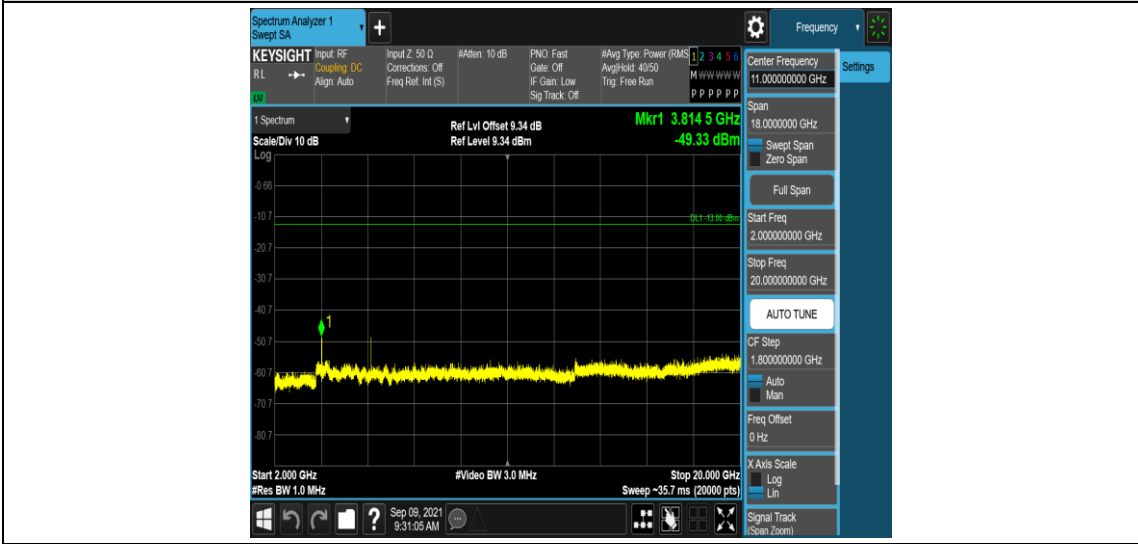 Spectrum Analyzer 1
Swept SA
+
Frequency
KEYSIGHT
RL
LXI
Input: RF
Coupling: DC
Align: Auto
Input Z: 50 Ω
Corrections: Off
Freq Ref: Int (S)
#Atten: 10 dB
PNO: Fast
Gate: Off
IF Gain: Low
Sig Track: Off
#Avg Type: Power (RMS
Avg|Hold: 40/50
Trig: Free Run
1 2 3 4 5 6
M W W W W W
P P P P P P
1 Spectrum
Scale/Div 10 dB
Log
Ref Lvl Offset 9.34 dB
Ref Level 9.34 dBm
Mkr1 3.814 5 GHz
-49.33 dBm
-0.66
-10.7
DL1 -13.00 dBm
-20.7
-30.7
-40.7
1
-50.7
-60.7
-70.7
-80.7
Start 2.000 GHz
#Video BW 3.0 MHz
Stop 20.000 GHz
#Res BW 1.0 MHz
Sweep ~35.7 ms (20000 pts)
?
Sep 09, 2021
9:31:05 AM
Center Frequency
11.000000000 GHz
Settings
Span
18.0000000 GHz
Swept Span
Zero Span
Full Span
Start Freq
2.000000000 GHz
Stop Freq
20.000000000 GHz
AUTO TUNE
CF Step
1.800000000 GHz
Auto
Man
Freq Offset
0 Hz
X Axis Scale
Log
Lin
Signal Track
(Span Zoom)